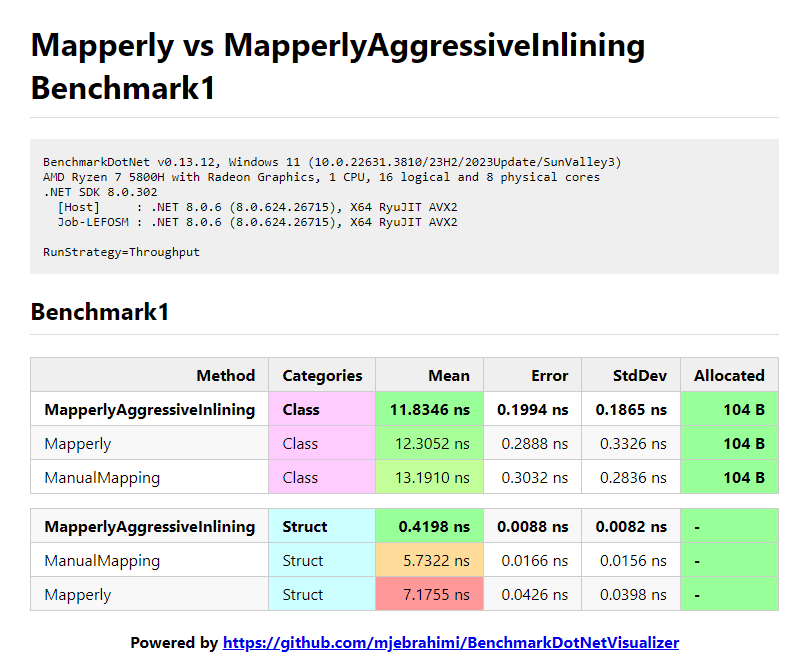 Mapperly vs MapperlyAggressiveInlining
Benchmark1
BenchmarkDotNet v0.13.12, Windows 11 (10.0.22631.3810/23H2/2023Update/SunValley3)
AMD Ryzen 7 5800H with Radeon Graphics, 1 CPU, 16 logical and 8 physical cores
.NET SDK 8.0.302
[Host]     : .NET 8.0.6 (8.0.624.26715), X64 RyuJIT AVX2
Job-LEFOSM : .NET 8.0.6 (8.0.624.26715), X64 RyuJIT AVX2
RunStrategy=Throughput
Benchmark1
Method Categories Mean Error StdDev Allocated
MapperlyAggressiveInlining Class 11.8346 ns 0.1994 ns 0.1865 ns 104 B
Mapperly Class 12.3052 ns 0.2888 ns 0.3326 ns 104 B
ManualMapping Class 13.1910 ns 0.3032 ns 0.2836 ns 104 B
MapperlyAggressiveInlining Struct 0.4198 ns 0.0088 ns 0.0082 ns -
ManualMapping Struct 5.7322 ns 0.0166 ns 0.0156 ns -
Mapperly Struct 7.1755 ns 0.0426 ns 0.0398 ns -
Powered by https://github.com/mjebrahimi/BenchmarkDotNetVisualizer